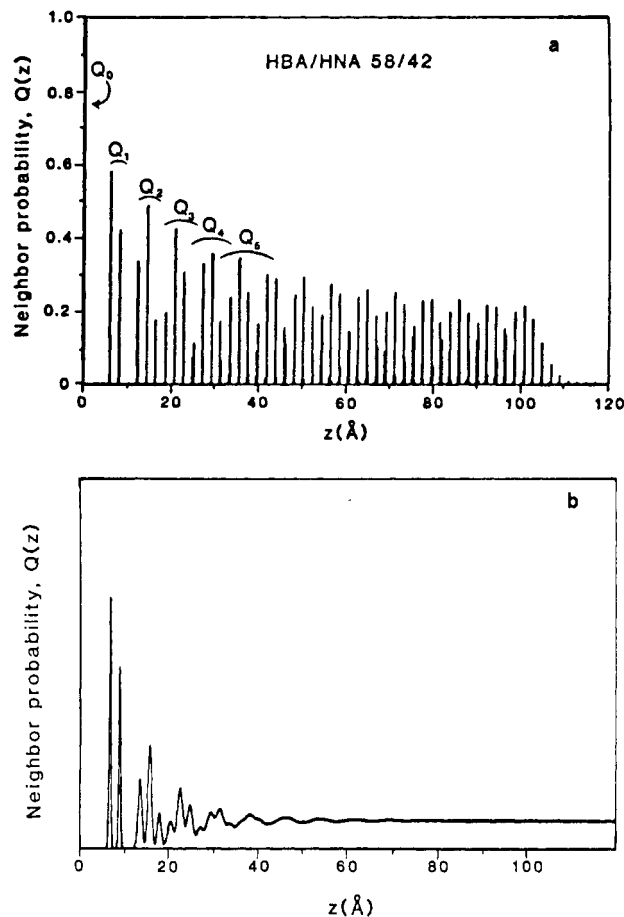 1.0
a
HBA/HNA 58/42
Q₀
0.8
0.6
Q₁
Q₂
Q₃
Q₄
Q₅
0.4
0.2
0
Neighbor probability, Q(z)
0 20 40 60 80 100 120
z(Å)
b
Neighbor probability, Q(z)
0 20 40 60 80 100
z(Å)